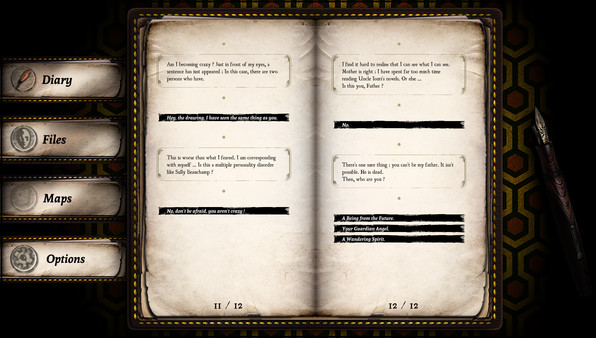 Diary
Files
Maps
Options
Am I becoming crazy ? Just in front of my eyes, a
sentence has just appeared ! In this case, there are two
persons who have.
Hey, the drawing, I have seen the same thing as you.
This is worse than what I feared. I am corresponding
with myself ... Is this a multiple personality disorder
like Sally Beauchamp ?
No, don't be afraid, you aren't crazy !
11 / 12
I find it hard to realise that I can see what I can see.
Mother is right : I have spent far too much time
reading Uncle Iom's novels. Or else ...
Is this you, Father ?
No.
There's one sure thing : you can't be my father. It isn't
possible. He is dead.
Then, who are you ?
A Being from the Future.
Your Guardian Angel.
A Wandering Spirit.
12 / 12